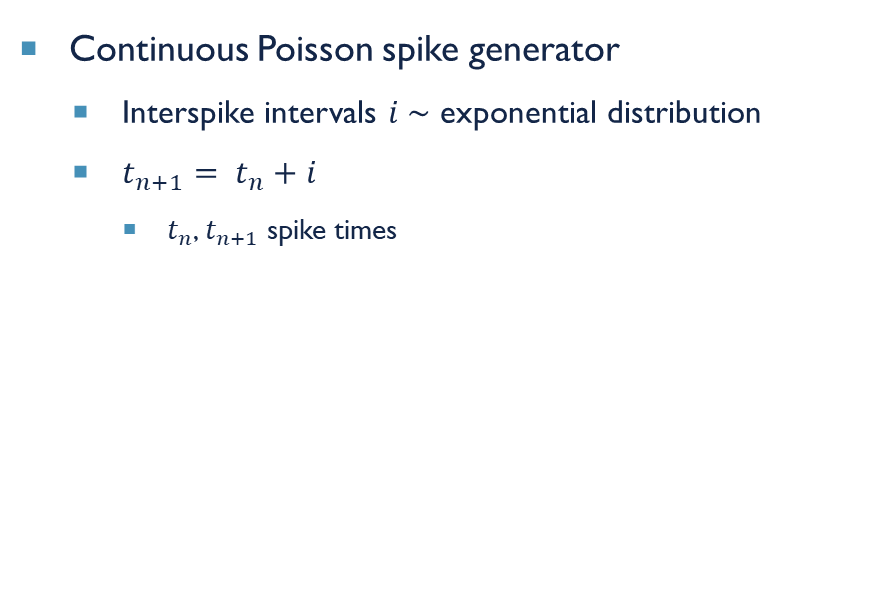 Continuous Poisson spike generator
Interspike intervals 𝑖 ~ exponential distribution
𝑡ₙ₊₁ = 𝑡ₙ + 𝑖
𝑡ₙ, 𝑡ₙ₊₁ spike times